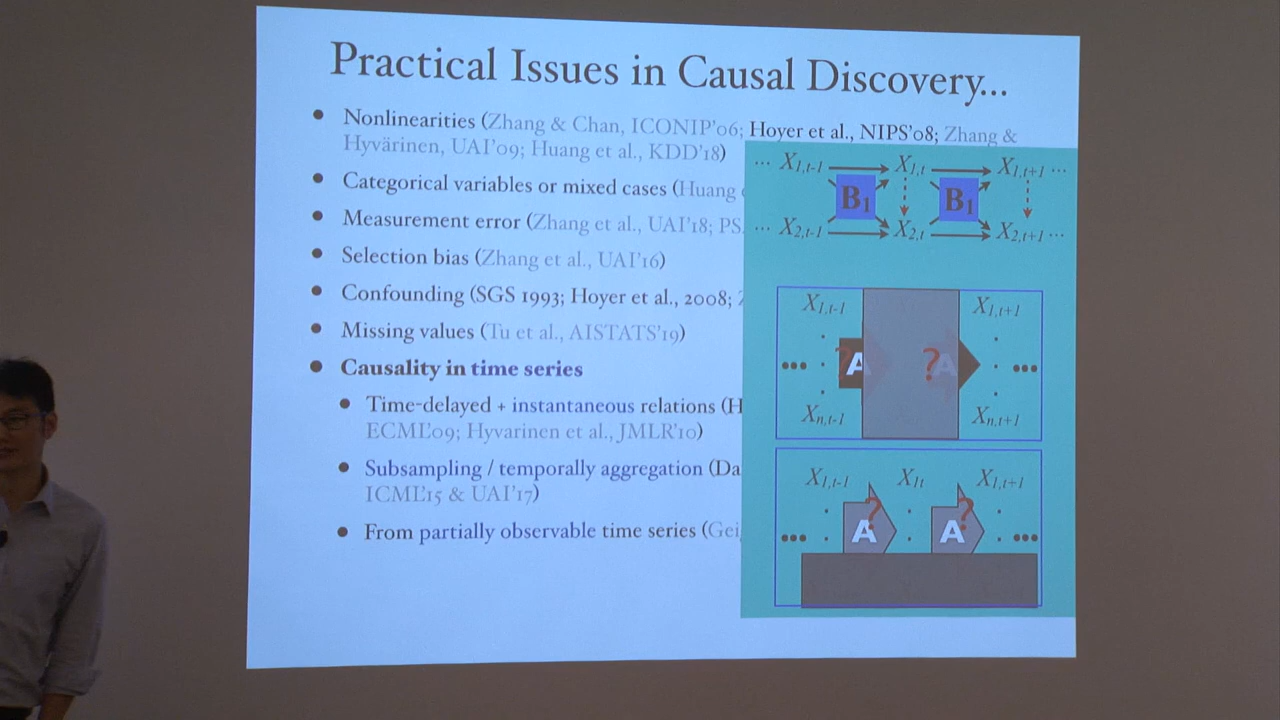 Practical Issues in Causal Discovery...
• Nonlinearities (Zhang & Chan, ICONIP'06; Hoyer et al., NIPS'08; Zhang &
Hyvärinen, UAI'09; Huang et al., KDD'18)
• Categorical variables or mixed cases (Huang
• Measurement error (Zhang et al., UAI'18; PS
• Selection bias (Zhang et al., UAI'16)
• Confounding (SGS 1993; Hoyer et al., 2008;
• Missing values (Tu et al., AISTATS'19)
• Causality in time series
• Time-delayed + instantaneous relations (H
ECML'09; Hyvarinen et al., JMLR'10)
• Subsampling / temporally aggregation (Da
ICML'15 & UAI'17)
• From partially observable time series (Gei
... X1,t-1 X1,t X1,t+1 ...
B1 B1
... X2,t-1 X2,t X2,t+1 ...
X1,t-1 X1,t+1
... ? A ? A ...
Xn,t-1 Xn,t+1
X1,t-1 X1t X1,t+1
... A ? A ? ...